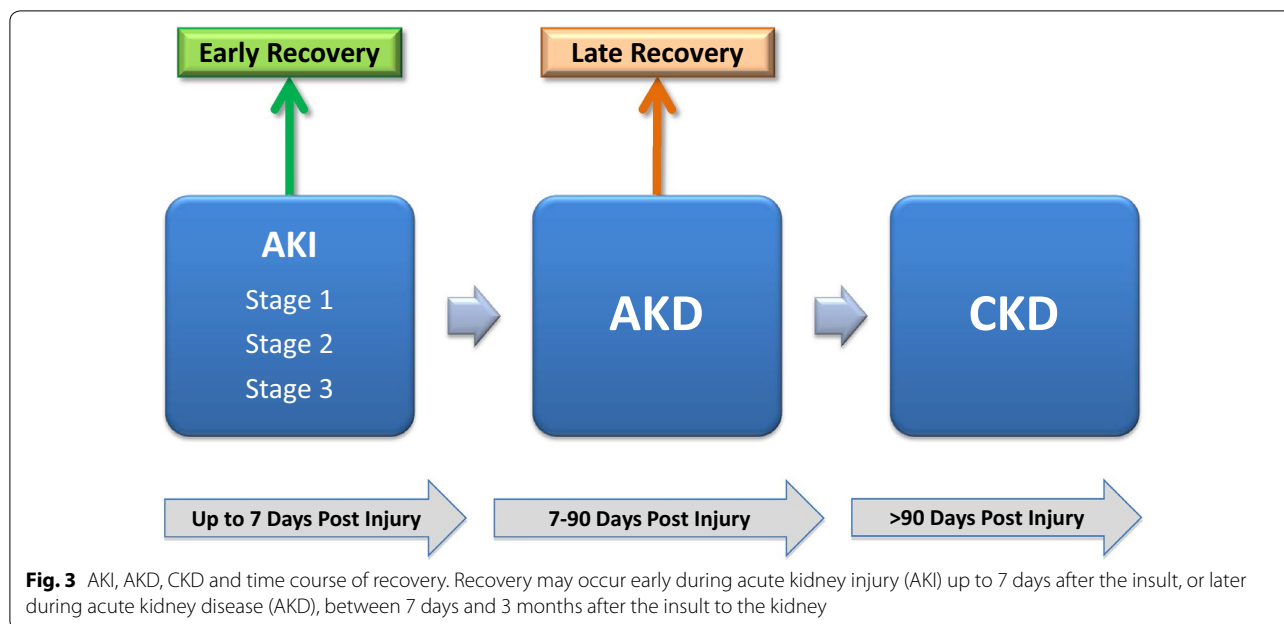 Early Recovery
Late Recovery
AKI
Stage 1
Stage 2
Stage 3
AKD
CKD
Up to 7 Days Post Injury
7-90 Days Post Injury
>90 Days Post Injury
Fig. 3 AKI, AKD, CKD and time course of recovery. Recovery may occur early during acute kidney injury (AKI) up to 7 days after the insult, or later
during acute kidney disease (AKD), between 7 days and 3 months after the insult to the kidney